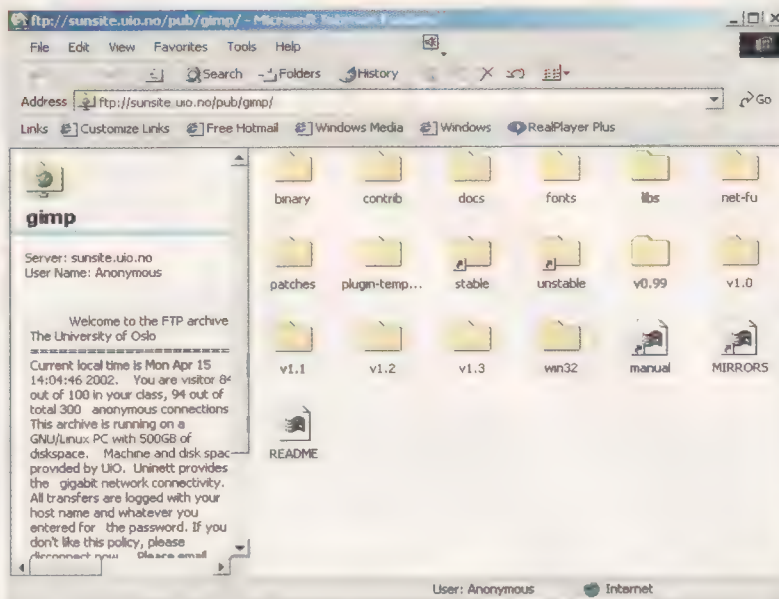 ftp://sunsite.uio.no/pub/gimp/ - Microsoft
File Edit View Favorites Tools Help
Search Folders History
Address ftp://sunsite.uio.no/pub/gimp/ Go
Links Customize Links Free Hotmail Windows Media Windows RealPlayer Plus
gimp
Server: sunsite.uio.no
User Name: Anonymous
Welcome to the FTP archive
The University of Oslo
Current local time is Mon Apr 15
14:04:46 2002. You are visitor 84
out of 100 in your class, 94 out of
total 300 anonymous connections
This archive is running on a
GNU/Linux PC with 500GB of
diskspace. Machine and disk spac
provided by UiO. Uninett provides
the gigabit network connectivity.
All transfers are logged with your
host name and whatever you
entered for the password. If you
don't like this policy, please
disconnect now. Please email
binary contrib docs fonts libs net-fu
patches plugin-temp... stable unstable v0.99 v1.0
v1.1 v1.2 v1.3 win32 manual MIRRORS
README
User: Anonymous Internet